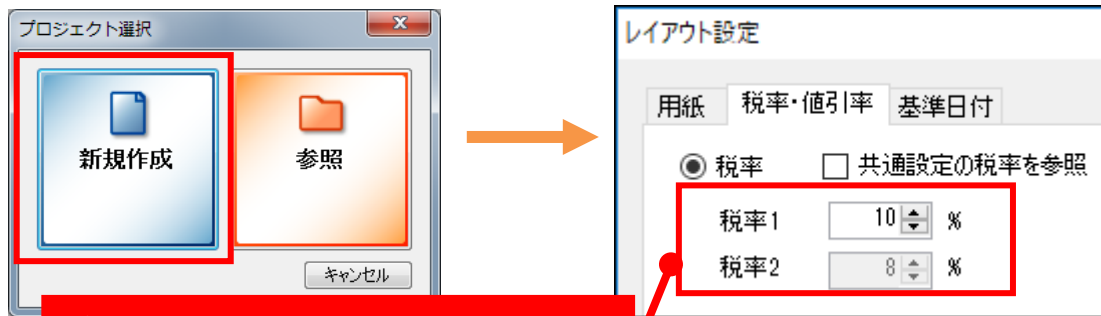 プロジェクト選択
新規作成
参照
キャンセル
レイアウト設定
用紙 税率・値引率 基準日付
税率 共通設定の税率を参照
税率1 10 %
税率2 8 %